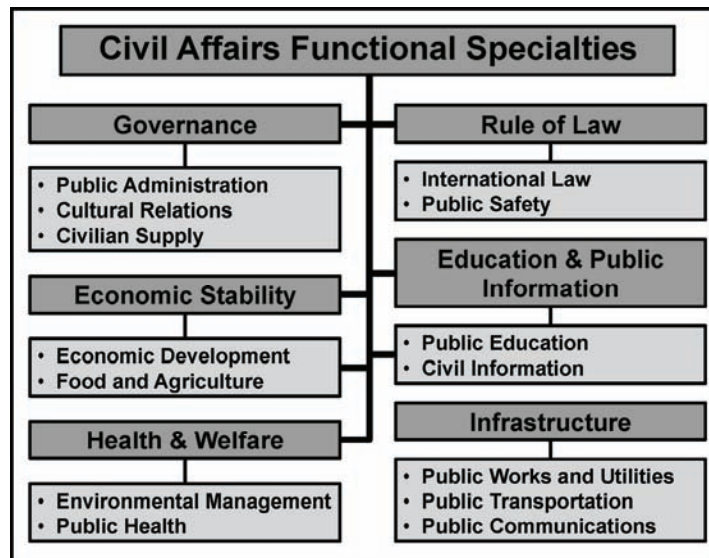 Civil Affairs Functional Specialties
Governance
• Public Administration
• Cultural Relations
• Civilian Supply
Rule of Law
• International Law
• Public Safety
Economic Stability
• Economic Development
• Food and Agriculture
Education & Public
Information
• Public Education
• Civil Information
Health & Welfare
• Environmental Management
• Public Health
Infrastructure
• Public Works and Utilities
• Public Transportation
• Public Communications